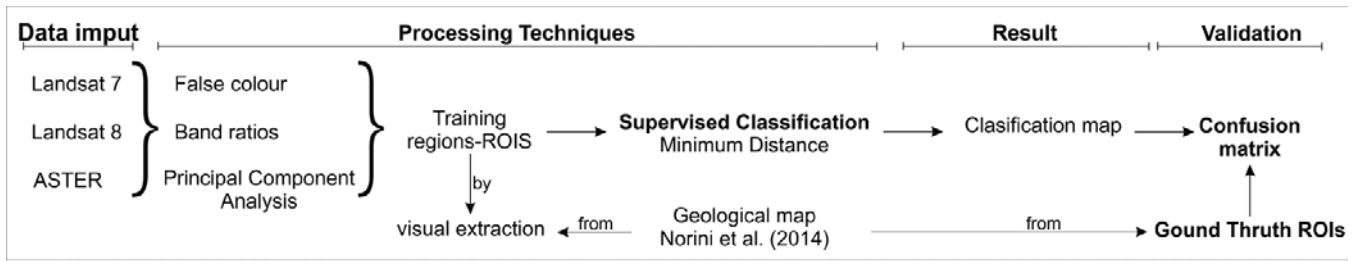 Data imput
Processing Techniques
Result
Validation
Landsat 7
Landsat 8
ASTER
False colour
Band ratios
Principal Component
Analysis
Training
regions-ROIS
by
visual extraction
Supervised Classification
Minimum Distance
from
Geological map
Norini et al. (2014)
from
Clasification map
Confusion
matrix
Gound Thruth ROIs